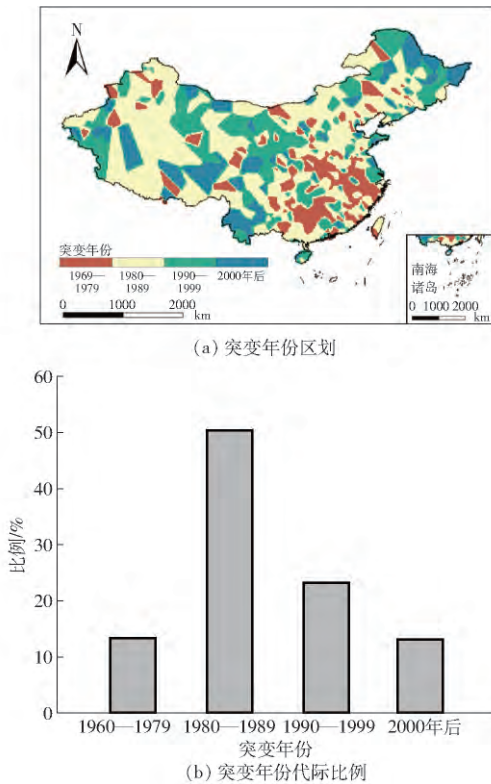 N
突变年份
1969—
1979
1980—
1989
1990—
1999
2000年后
0 1000 2000
km
南海
诸岛
0 1000 2000
km
(a) 突变年份区划
60
50
40
30
20
10
0
比例/%
1960—1979 1980—1989 1990—1999 2000年后
突变年份
(b) 突变年份代际比例